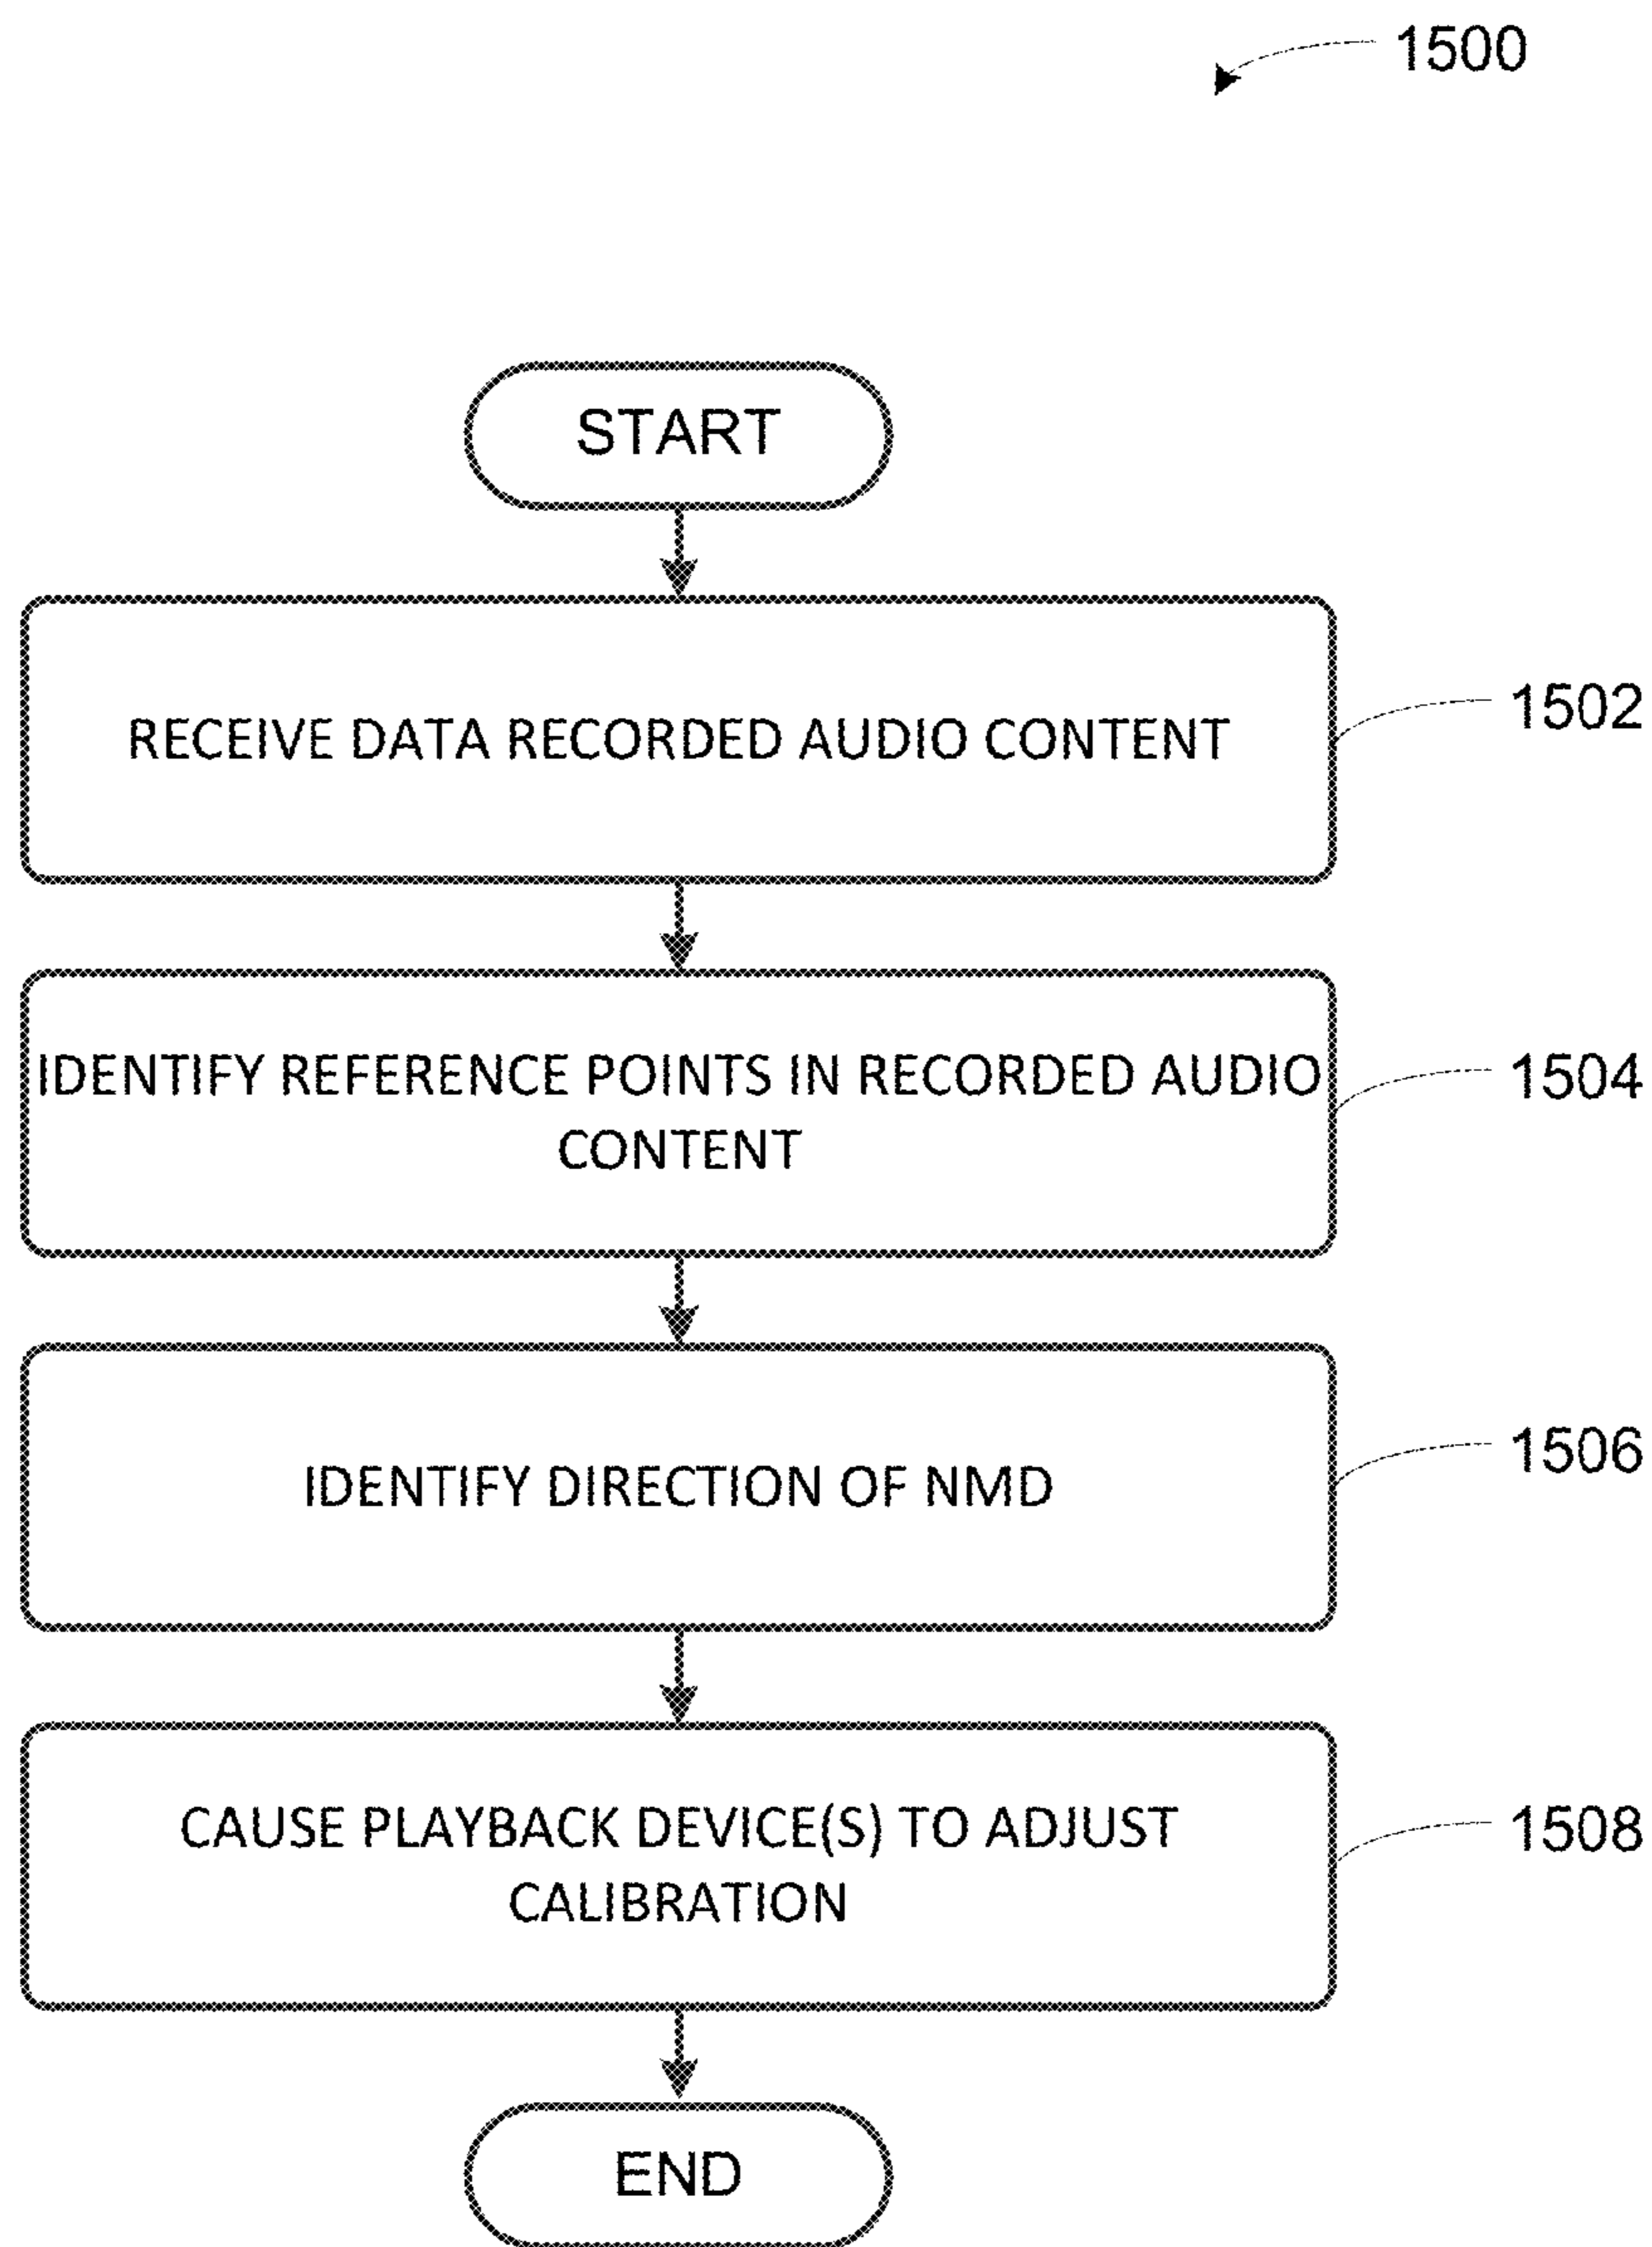 1500
START
RECEIVE DATA RECORDED AUDIO CONTENT
1502
IDENTIFY REFERENCE POINTS IN RECORDED AUDIO
CONTENT
1504
IDENTIFY DIRECTION OF NMD
1506
CAUSE PLAYBACK DEVICE(S) TO ADJUST
CALIBRATION
1508
END